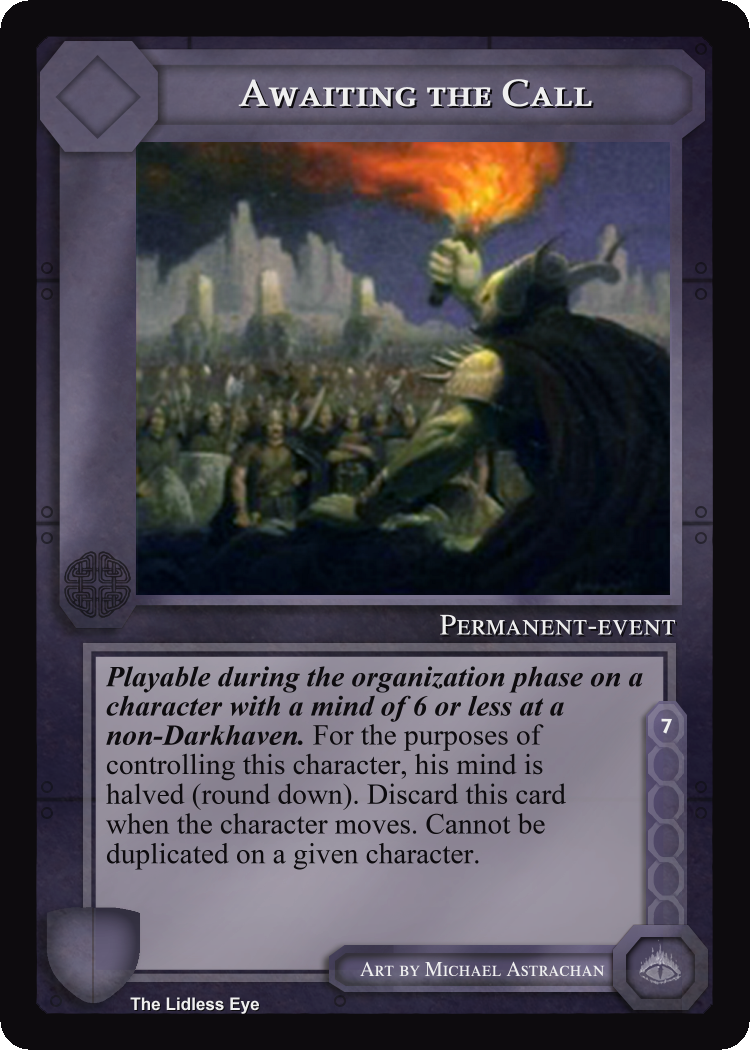 Awaiting the Call
Permanent-event
Playable during the organization phase on a
character with a mind of 6 or less at a
non-Darkhaven. For the purposes of
controlling this character, his mind is
halved (round down). Discard this card
when the character moves. Cannot be
duplicated on a given character.
7
Art by Michael Astrachan
The Lidless Eye